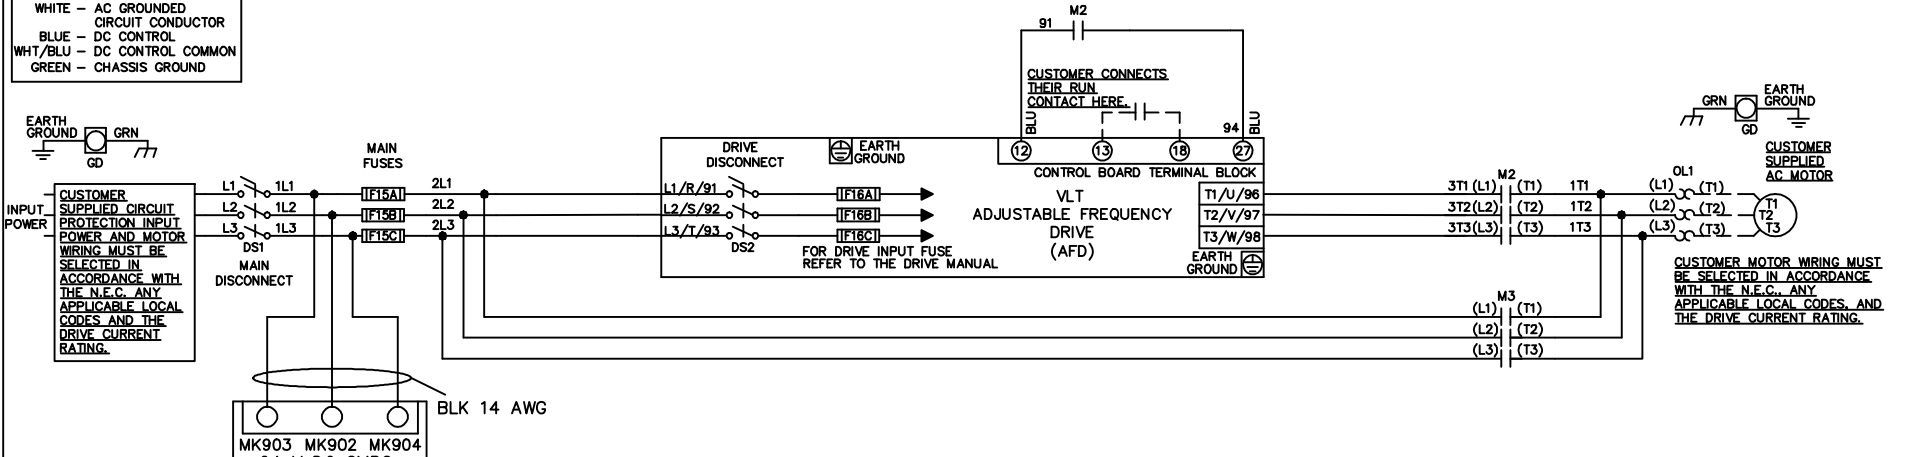 WHITE – AC GROUNDED
CIRCUIT CONDUCTOR
BLUE – DC CONTROL
WHT/BLU – DC CONTROL COMMON
GREEN – CHASSIS GROUND
EARTH
GROUND
GRN
GD
INPUT
POWER
CUSTOMER
SUPPLIED CIRCUIT
PROTECTION INPUT
POWER AND MOTOR
WIRING MUST BE
SELECTED IN
ACCORDANCE WITH
THE N.E.C. ANY
APPLICABLE LOCAL
CODES AND THE
DRIVE CURRENT
RATING.
L1
L2
L3
1L1
1L2
1L3
DS1
MAIN
DISCONNECT
MAIN
FUSES
F15A
F15B
F15C
2L1
2L2
2L3
BLK 14 AWG
MK903 MK902 MK904
L1/R/91
L2/S/92
L3/T/93
DRIVE
DISCONNECT
DS2
EARTH
GROUND
F16A
F16B
F16C
FOR DRIVE INPUT FUSE
REFER TO THE DRIVE MANUAL
M2
91
CUSTOMER CONNECTS
THEIR RUN
CONTACT HERE.
BLU
94
BLU
12
13
18
27
CONTROL BOARD TERMINAL BLOCK
VLT
ADJUSTABLE FREQUENCY
DRIVE
(AFD)
T1/U/96
T2/V/97
T3/W/98
EARTH
GROUND
M2
3T1 (L1) (T1) 1T1
3T2(L2) (T2) 1T2
3T3(L3) (T3) 1T3
M3
(L1) (T1)
(L2) (T2)
(L3) (T3)
OL1
(L1) (T1)
(L2) (T2)
(L3) (T3)
T1
T2
T3
GRN
GD
EARTH
GROUND
CUSTOMER
SUPPLIED
AC MOTOR
CUSTOMER MOTOR WIRING MUST
BE SELECTED IN ACCORDANCE
WITH THE N.E.C., ANY
APPLICABLE LOCAL CODES, AND
THE DRIVE CURRENT RATING.